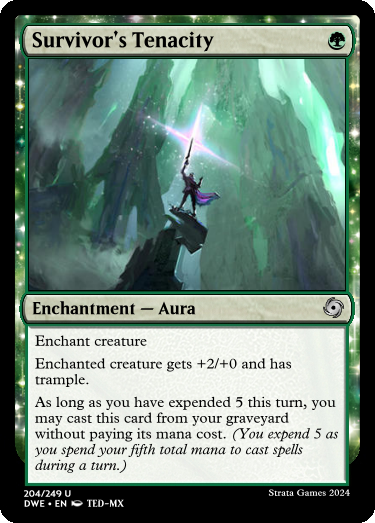 Survivor's Tenacity
Enchantment — Aura
Enchant creature
Enchanted creature gets +2/+0 and has
trample.
As long as you have expended 5 this turn, you
may cast this card from your graveyard
without paying its mana cost. (You expend 5 as
you spend your fifth total mana to cast spells
during a turn.)
204/249 U
Strata Games 2024
DWE • EN TED-MX